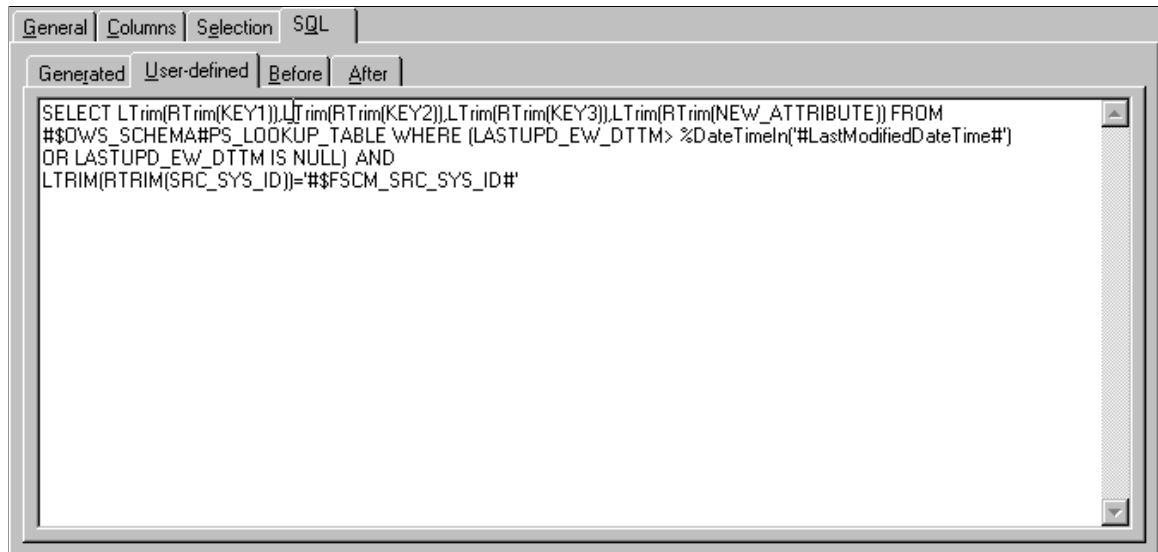 General Columns Selection SQL
Generated User-defined Before After
SELECT LTrim(RTrim(KEY1)),LTrim(RTrim(KEY2)),LTrim(RTrim(KEY3)),LTrim(RTrim(NEW_ATTRIBUTE)) FROM
#$OWS_SCHEMA#PS_LOOKUP_TABLE WHERE (LASTUPD_EW_DTTM> %DateTimeIn('#LastModifiedDateTime#')
OR LASTUPD_EW_DTTM IS NULL) AND
LTRIM(RTRIM(SRC_SYS_ID))='#$FSCM_SRC_SYS_ID#'